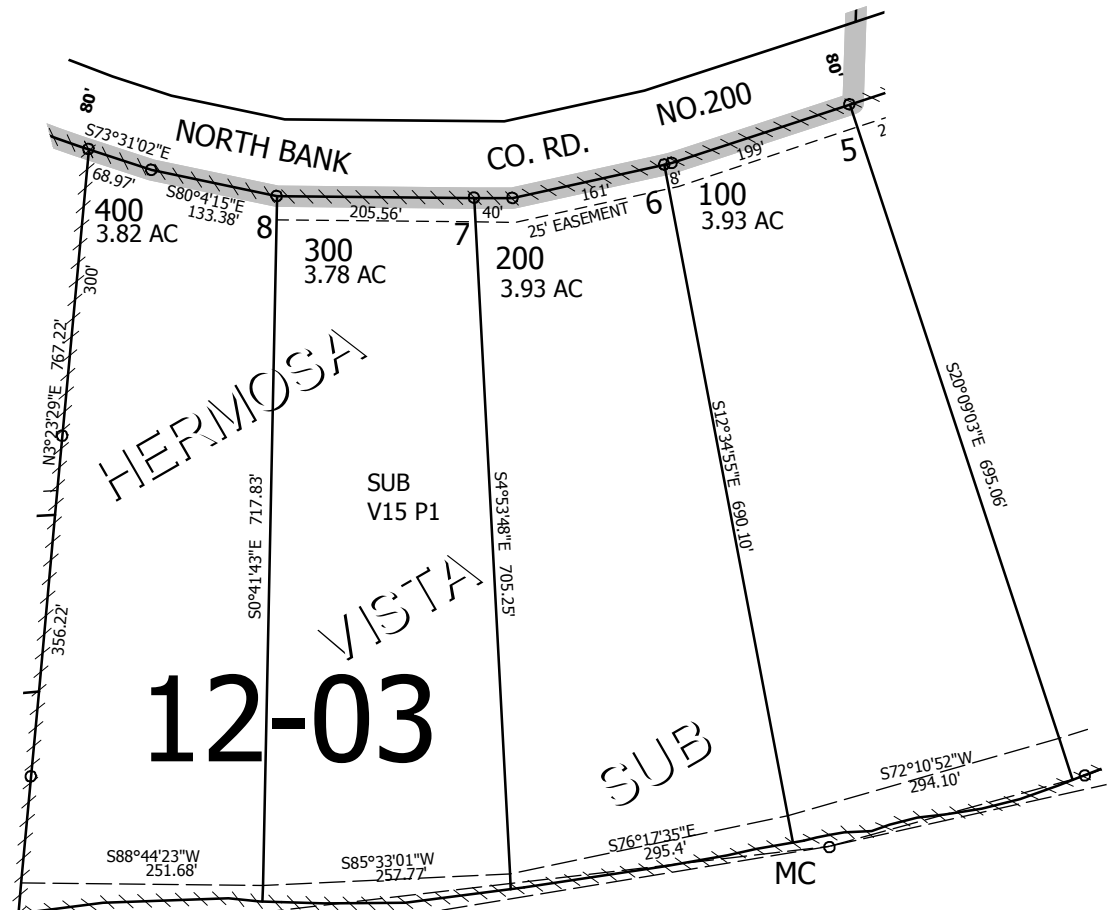 80'
80'
S73°31'02"E
NORTH BANK
CO. RD.
NO.200
68.97'
S80°4'15"E
133.38'
205.56'
40'
161'
8'
199'
2
25' EASEMENT
400
3.82 AC
8
300
3.78 AC
7
200
3.93 AC
6
100
3.93 AC
5
300'
N3°23'29"E 767.22'
356.22'
HERMOSA
S0°41'43"E 717.83'
SUB
V15 P1
S4°53'48"E 705.25'
S12°34'55"E 690.10'
S20°09'03"E 695.06'
VISTA
12-03
SUB
S72°10'52"W
294.10'
S76°17'35"E
295.4'
S85°33'01"W
257.77'
S88°44'23"W
251.68'
MC